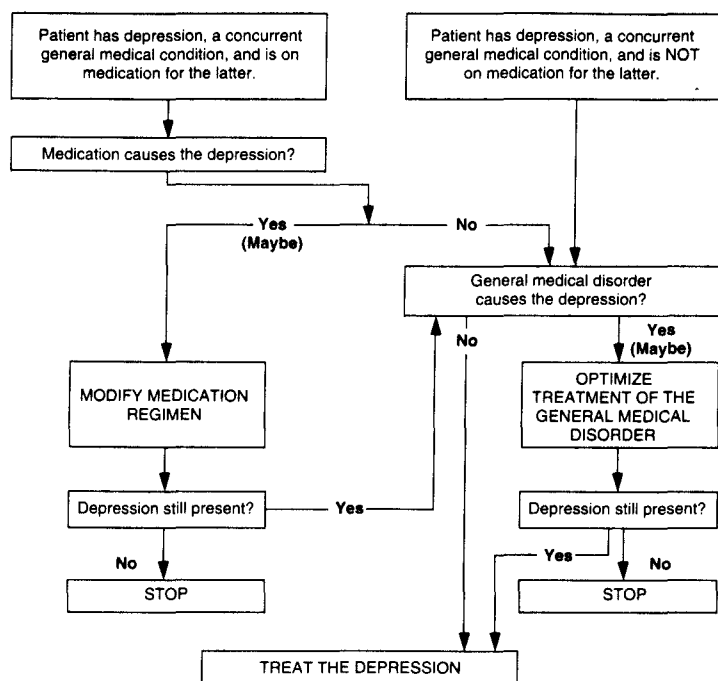 Patient has depression, a concurrent
general medical condition, and is on
medication for the latter.
Patient has depression, a concurrent
general medical condition, and is NOT
on medication for the latter.
Medication causes the depression?
Yes
(Maybe)
No
General medical disorder
causes the depression?
No
Yes
(Maybe)
MODIFY MEDICATION
REGIMEN
OPTIMIZE
TREATMENT OF THE
GENERAL MEDICAL
DISORDER
Depression still present?
Yes
Depression still present?
No
STOP
Yes
No
STOP
TREAT THE DEPRESSION